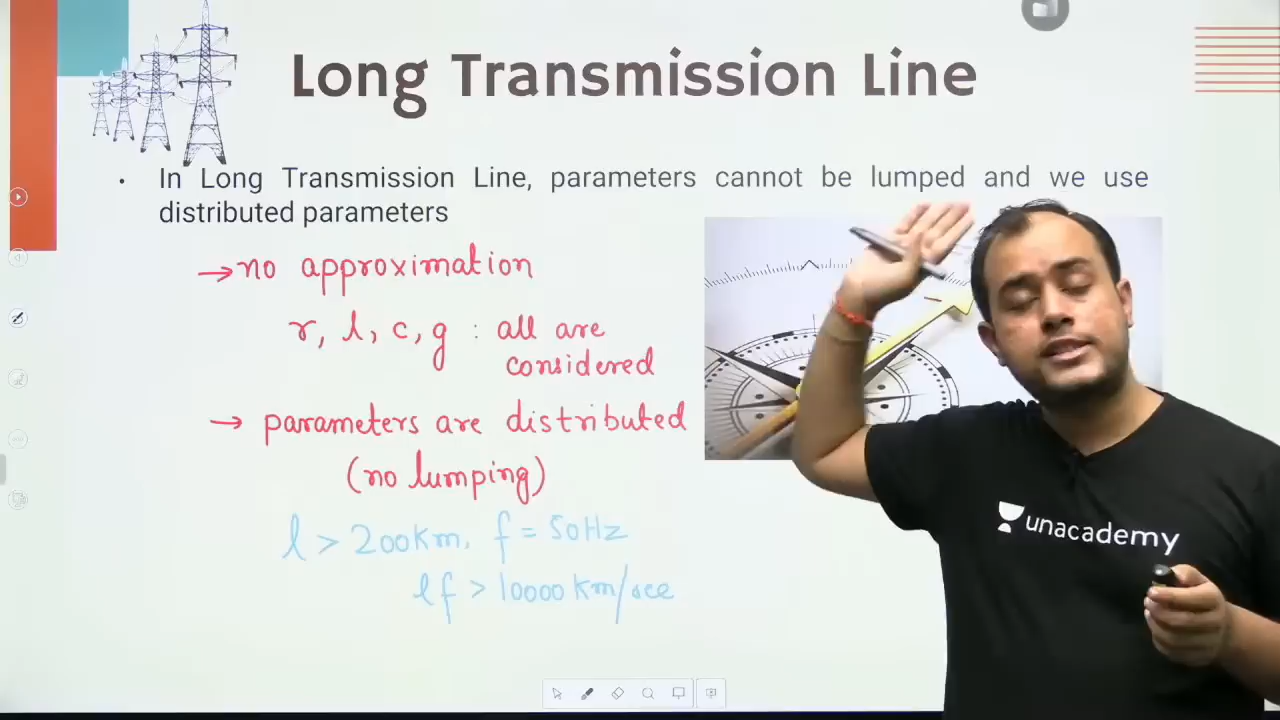 Long Transmission Line
• In Long Transmission Line, parameters cannot be lumped and we use
distributed parameters
→ no approximation
r, l, c, g : all are
considered
→ parameters are distributed
(no lumping)
l > 200km, f = 50Hz
lf > 10000 km/sec
unacademy